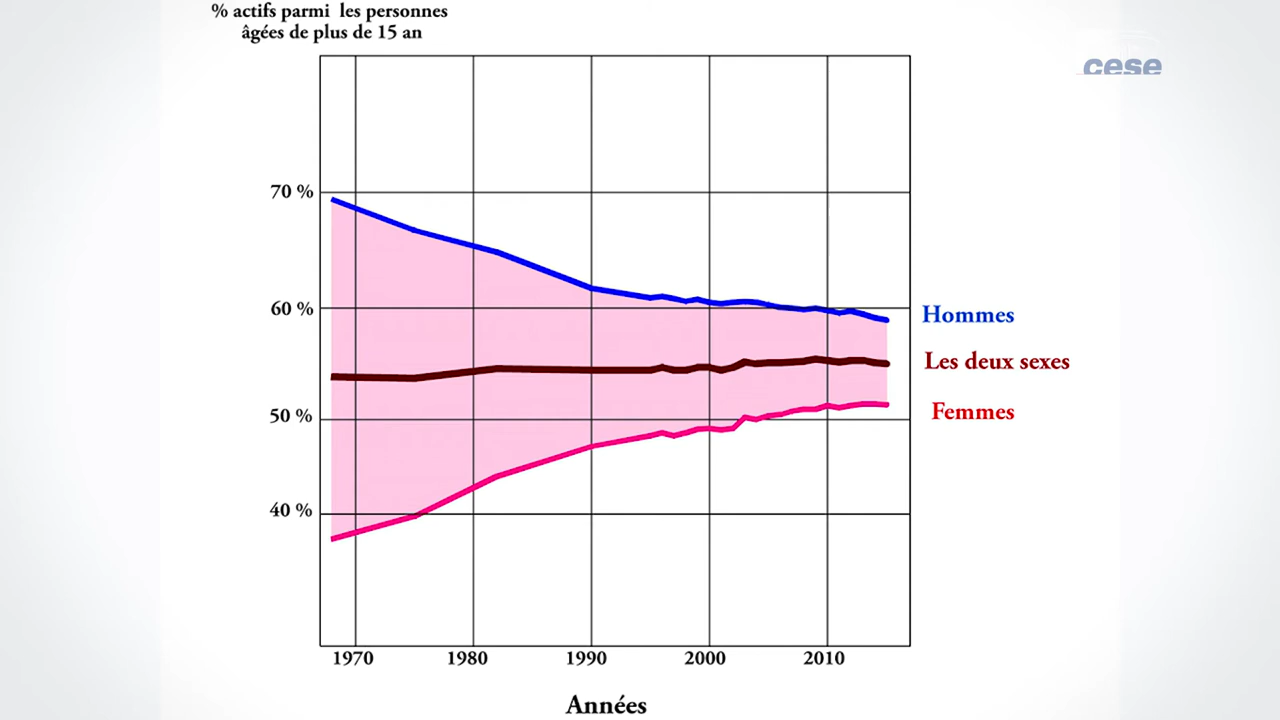 % actifs parmi les personnes
âgées de plus de 15 an
cese
70 %
60 %
Hommes
Les deux sexes
50 %
Femmes
40 %
1970 1980 1990 2000 2010
Années